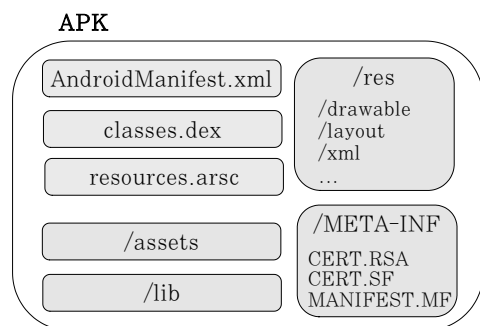 APK
AndroidManifest.xml
classes.dex
resources.arsc
/assets
/lib
/res
/drawable
/layout
/xml
...
/META-INF
CERT.RSA
CERT.SF
MANIFEST.MF